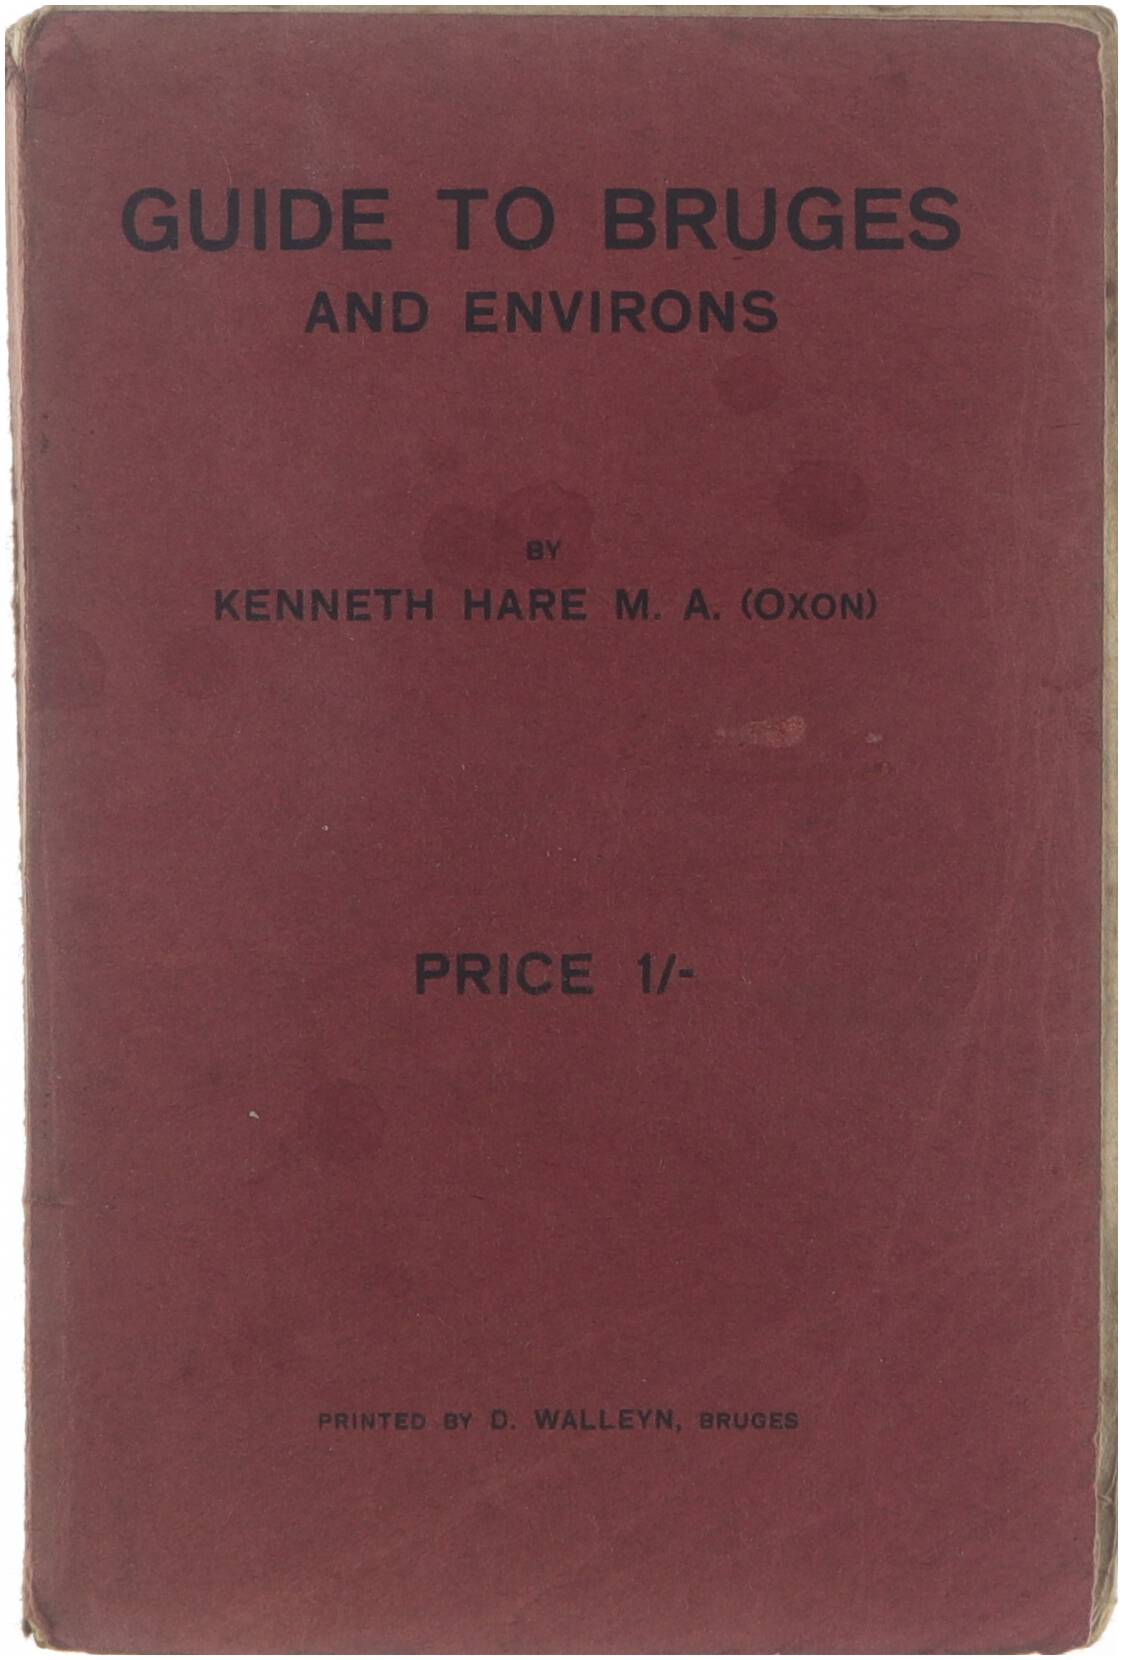 GUIDE TO BRUGES
AND ENVIRONS
BY
KENNETH HARE M. A. (OXON)
PRICE 1/-
PRINTED BY D. WALLEYN, BRUGES